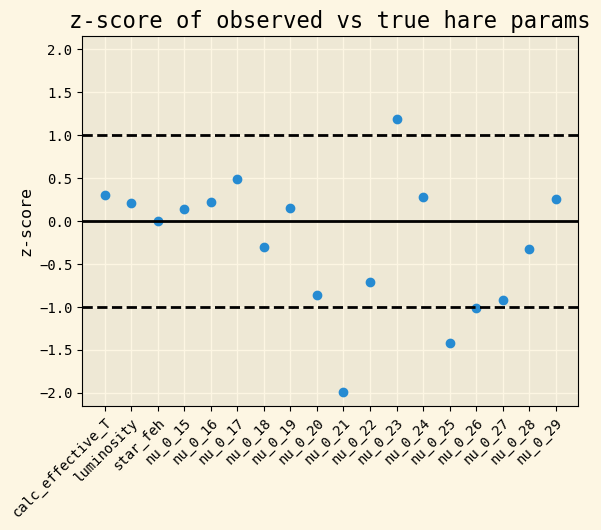 z-score of observed vs true hare params
z-score
2.0
1.5
1.0
0.5
0.0
−0.5
−1.0
−1.5
−2.0
calc_effective_T
luminosity
star_feh
nu_0_15
nu_0_16
nu_0_17
nu_0_18
nu_0_19
nu_0_20
nu_0_21
nu_0_22
nu_0_23
nu_0_24
nu_0_25
nu_0_26
nu_0_27
nu_0_28
nu_0_29